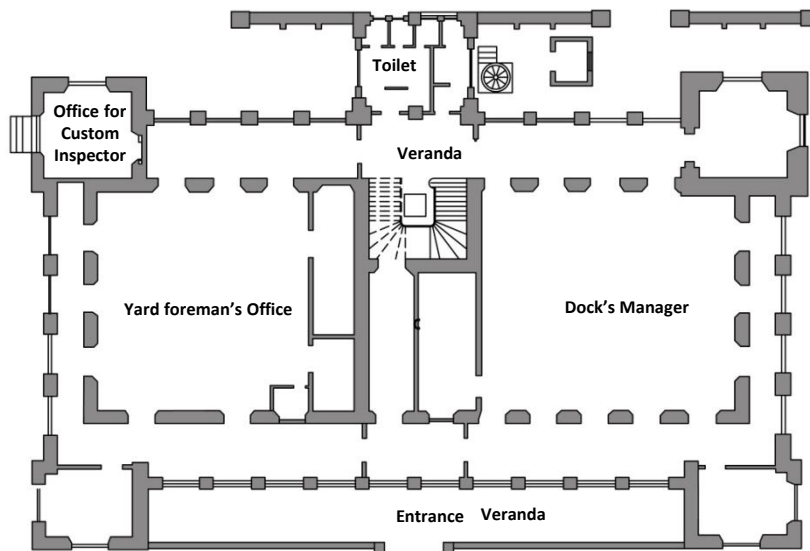 Toilet
Office for
Custom
Inspector
Veranda
Yard foreman's Office
Dock's Manager
Entrance Veranda